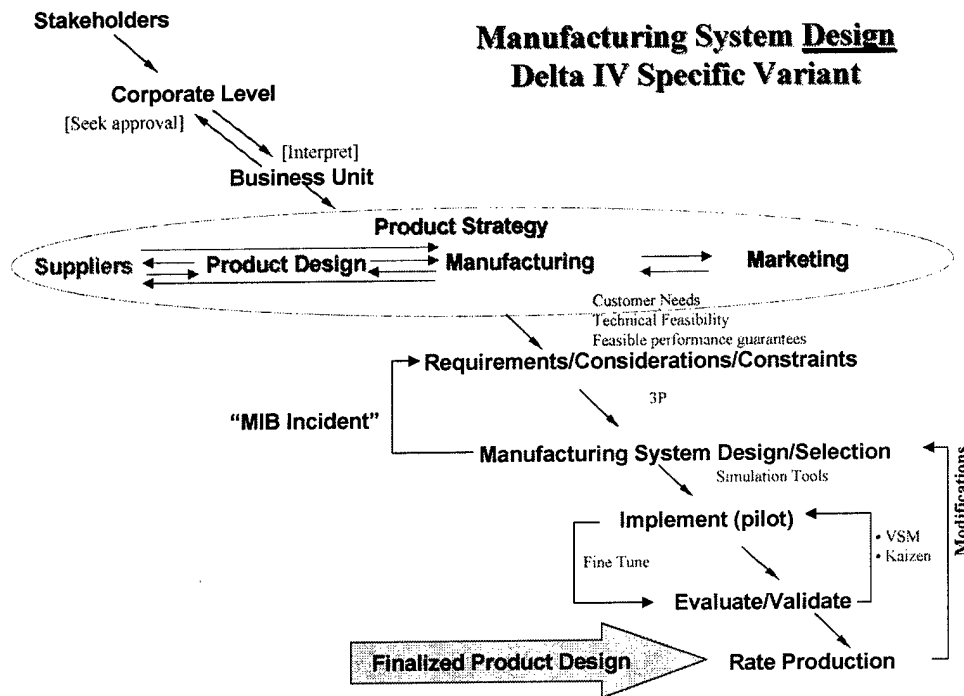 Stakeholders
Manufacturing System Design
Delta IV Specific Variant
Corporate Level
[Seek approval]
[Interpret]
Business Unit
Product Strategy
Suppliers Product Design Manufacturing Marketing
Customer Needs
Technical Feasibility
Feasible performance guarantees
Requirements/Considerations/Constraints
3P
“MIB Incident”
Manufacturing System Design/Selection
Simulation Tools
Implement (pilot)
• VSM
• Kaizen
Modifications
Fine Tune
Evaluate/Validate
Finalized Product Design
Rate Production